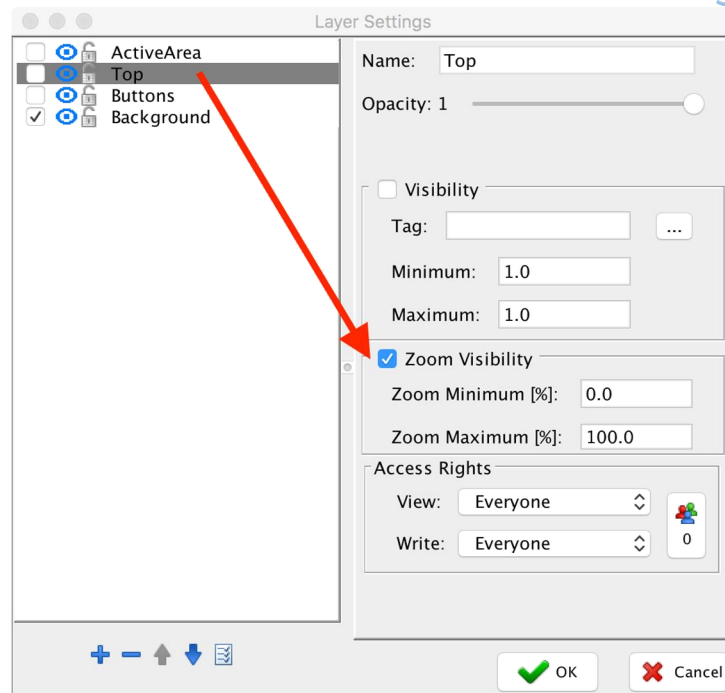 Layer Settings
ActiveArea
Top
Buttons
Background
Name: Top
Opacity: 1
Visibility
Tag: ...
Minimum: 1.0
Maximum: 1.0
Zoom Visibility
Zoom Minimum [%]: 0.0
Zoom Maximum [%]: 100.0
Access Rights
View: Everyone
Write: Everyone
0
OK Cancel